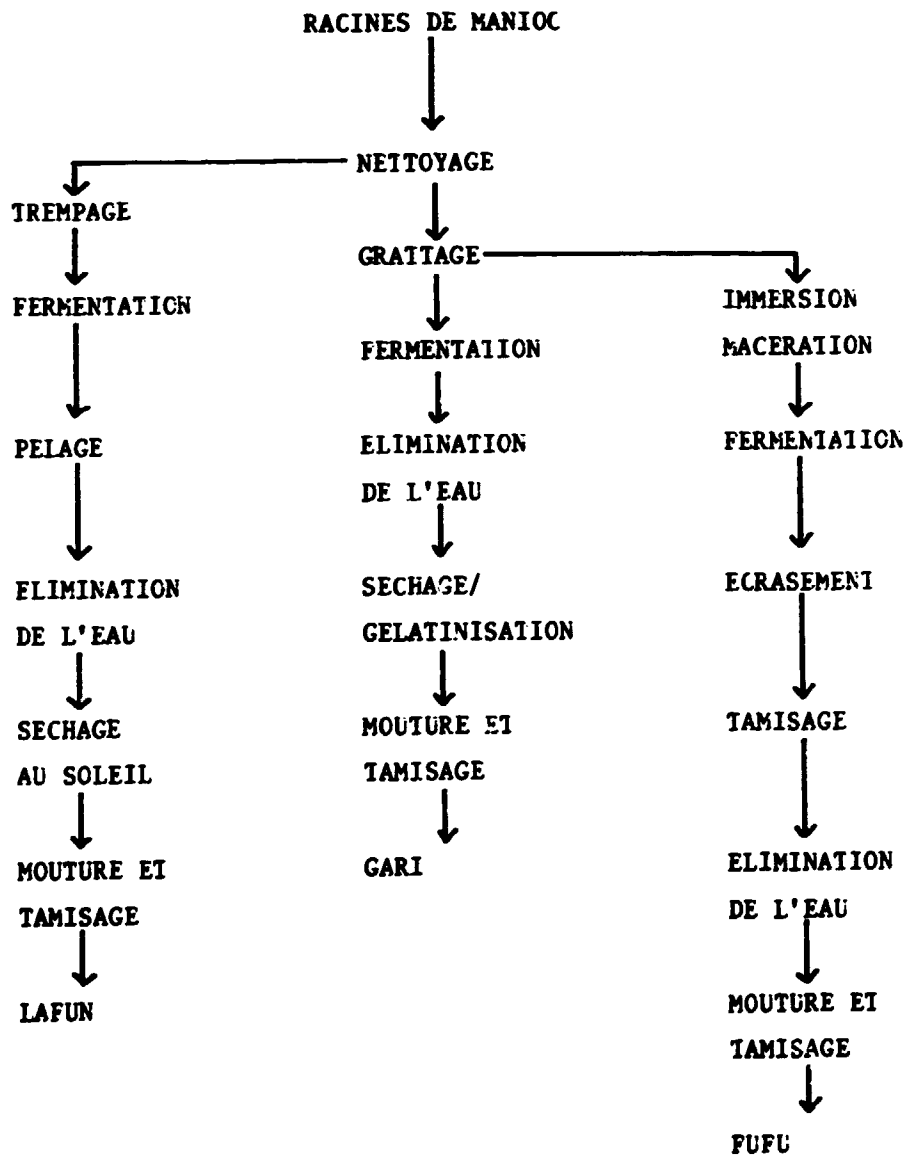 RACINES DE MANIOC
NETTOYAGE
TREMPAGE
FERMENTATION
PELAGE
ELIMINATION
DE L'EAU
SECHAGE
AU SOLEIL
MOUTURE ET
TAMISAGE
LAFUN
GRATTAGE
FERMENTATION
ELIMINATION
DE L'EAU
SECHAGE/
GELATINISATION
MOUTURE ET
TAMISAGE
GARI
IMMERSION
MACERATION
FERMENTATION
ECRASEMENT
TAMISAGE
ELIMINATION
DE L'EAU
MOUTURE ET
TAMISAGE
FUFU